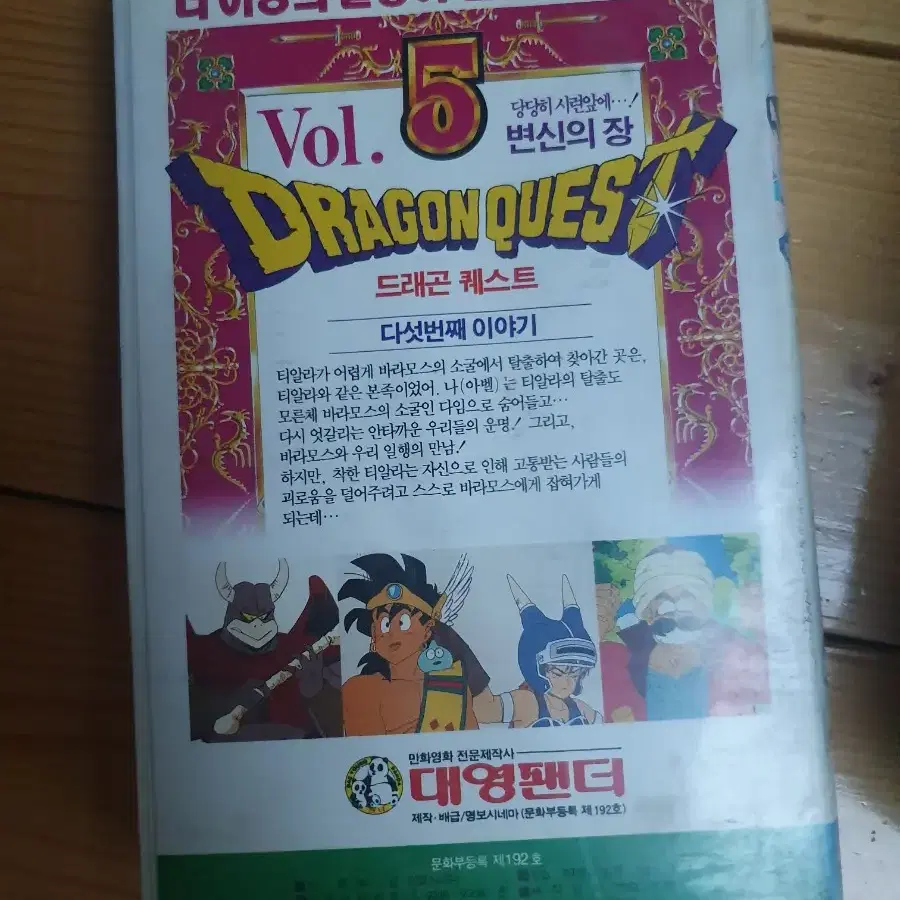 Vol. 5
당당히 시련앞에…!
변신의 장
DRAGON QUEST
드래곤 퀘스트
다섯번째 이야기
티알라가 어렵게 바라모스의 소굴에서 탈출하여 찾아간 곳은,
티알라와 같은 본족이었어. 나(아벨)는 티알라의 탈출도
모른체 바라모스의 소굴인 다임으로 숨어들고…
다시 엇갈리는 안타까운 우리들의 운명! 그리고,
바라모스와 우리 일행의 만남!
하지만, 착한 티알라는 자신으로 인해 고통받는 사람들의
괴로움을 덜어주려고 스스로 바라모스에게 잡혀가게
되는데…
만화영화 전문제작사
대영팬더
제작·배급/명보시네마(문화부등록 제192호)
문화부등록 제192호